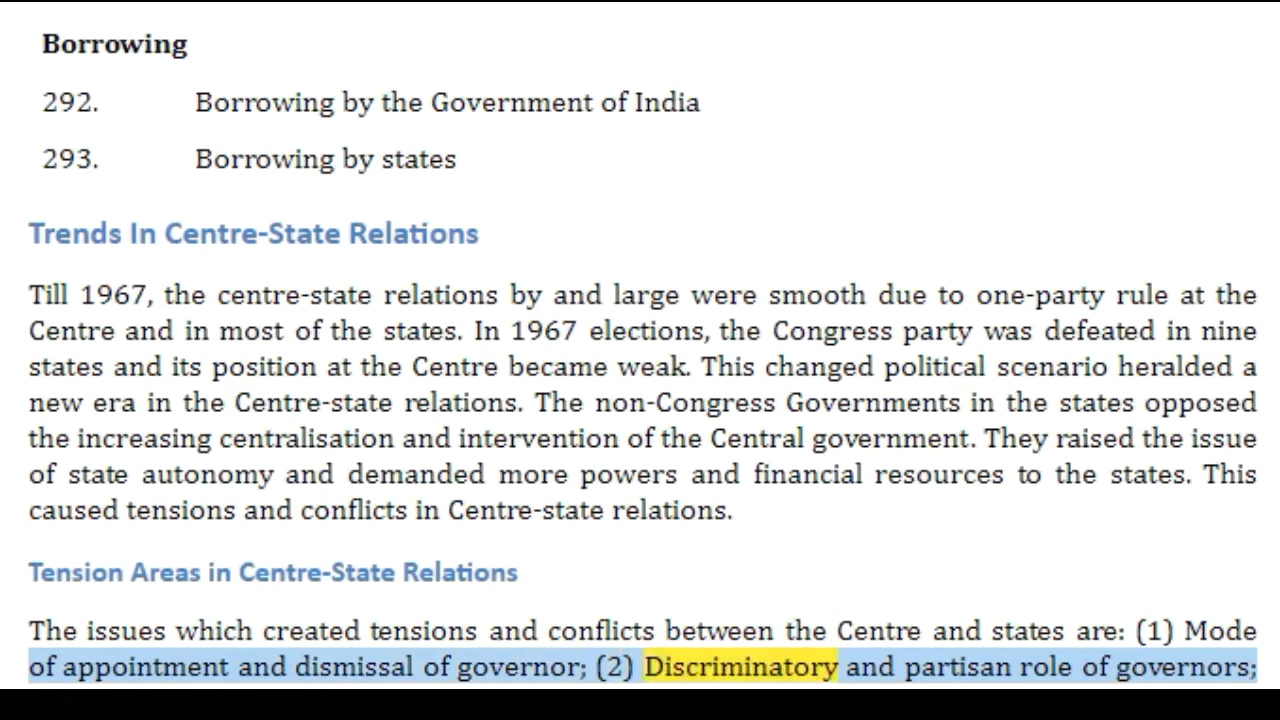 Borrowing
292. Borrowing by the Government of India
293. Borrowing by states
Trends In Centre-State Relations
Till 1967, the centre-state relations by and large were smooth due to one-party rule at the
Centre and in most of the states. In 1967 elections, the Congress party was defeated in nine
states and its position at the Centre became weak. This changed political scenario heralded a
new era in the Centre-state relations. The non-Congress Governments in the states opposed
the increasing centralisation and intervention of the Central government. They raised the issue
of state autonomy and demanded more powers and financial resources to the states. This
caused tensions and conflicts in Centre-state relations.
Tension Areas in Centre-State Relations
The issues which created tensions and conflicts between the Centre and states are: (1) Mode
of appointment and dismissal of governor; (2) Discriminatory and partisan role of governors;